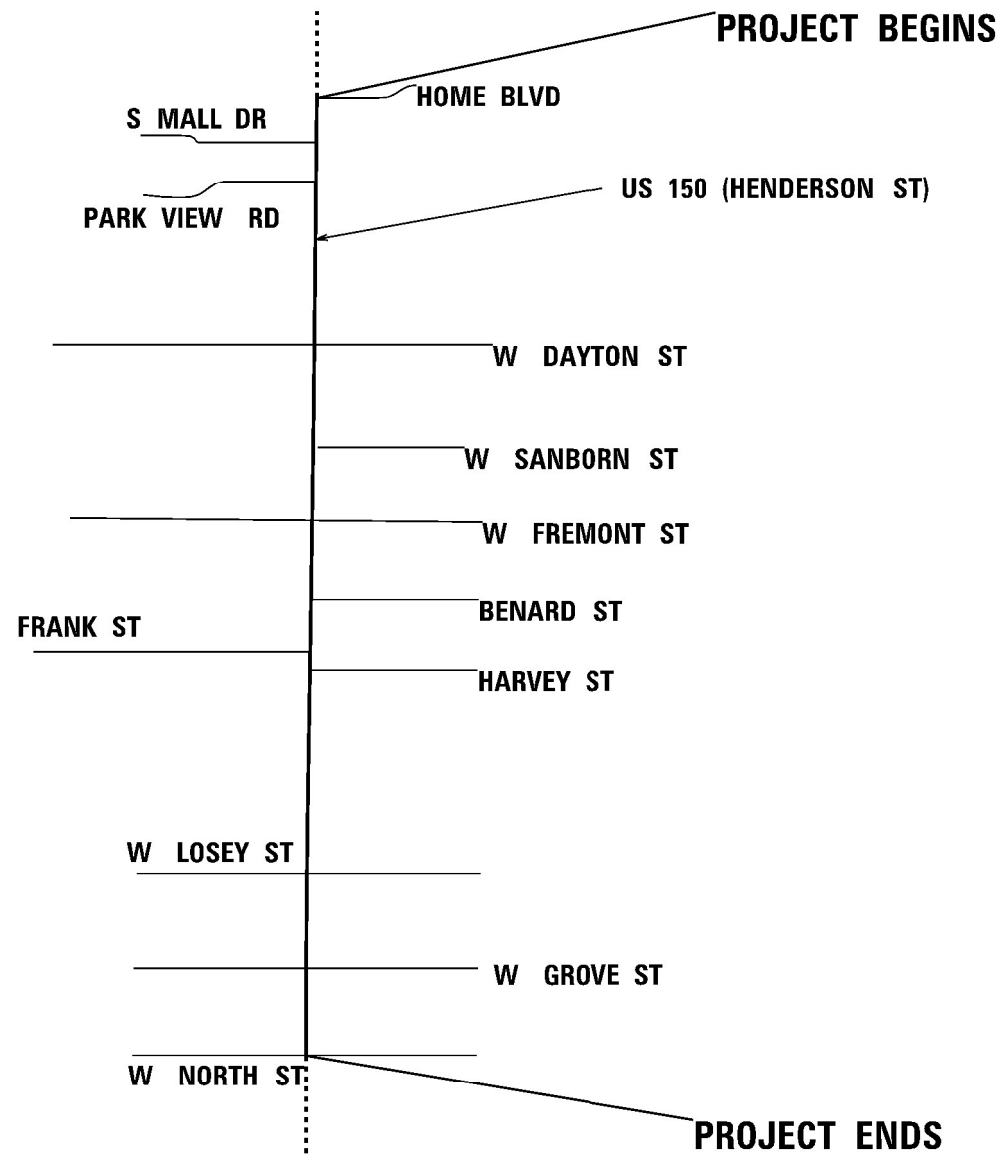 PROJECT BEGINS
HOME BLVD
S MALL DR
US 150 (HENDERSON ST)
PARK VIEW RD
W DAYTON ST
W SANBORN ST
W FREMONT ST
BENARD ST
FRANK ST
HARVEY ST
W LOSEY ST
W GROVE ST
W NORTH ST
PROJECT ENDS